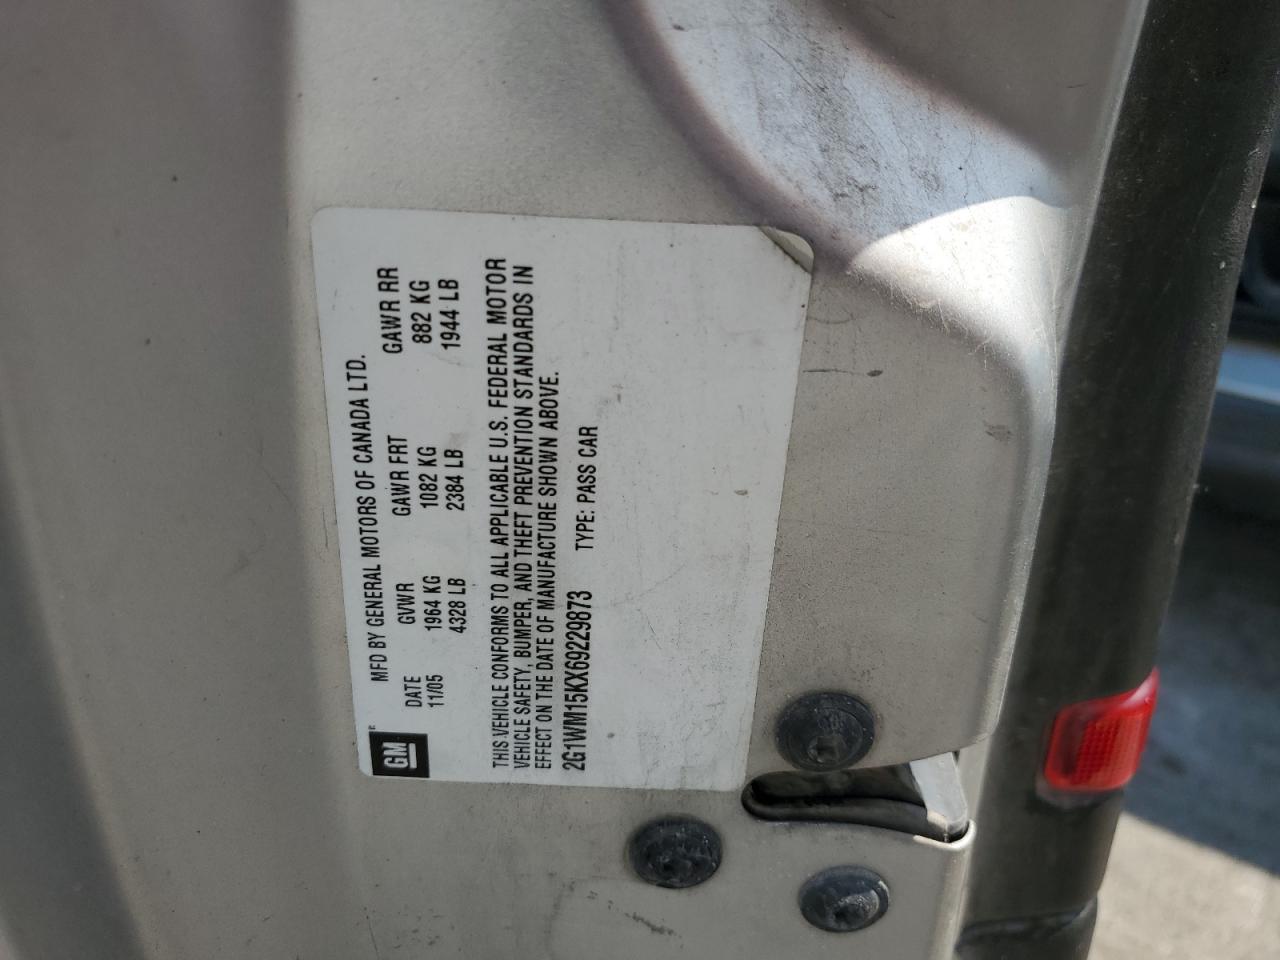 MFD BY GENERAL MOTORS OF CANADA LTD.
DATE GVWR GAWR FRT GAWR RR
11/05 1964 KG 1082 KG 882 KG
4328 LB 2384 LB 1944 LB
THIS VEHICLE CONFORMS TO ALL APPLICABLE U.S. FEDERAL MOTOR
VEHICLE SAFETY, BUMPER, AND THEFT PREVENTION STANDARDS IN
EFFECT ON THE DATE OF MANUFACTURE SHOWN ABOVE.
2G1WM15KX69229873 TYPE: PASS CAR
GM